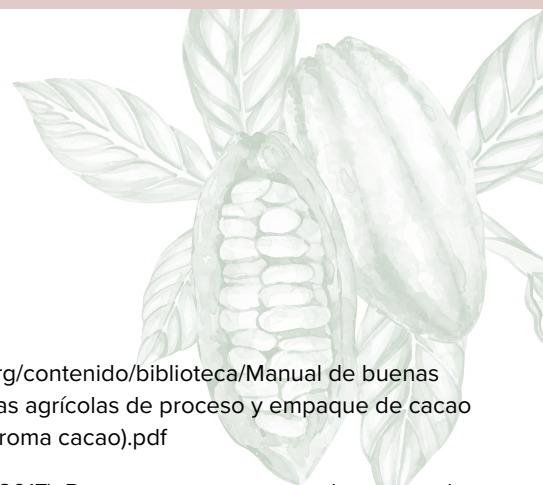 rg/contenido/biblioteca/Manual de buenas
as agrícolas de proceso y empaque de cacao
roma cacao).pdf